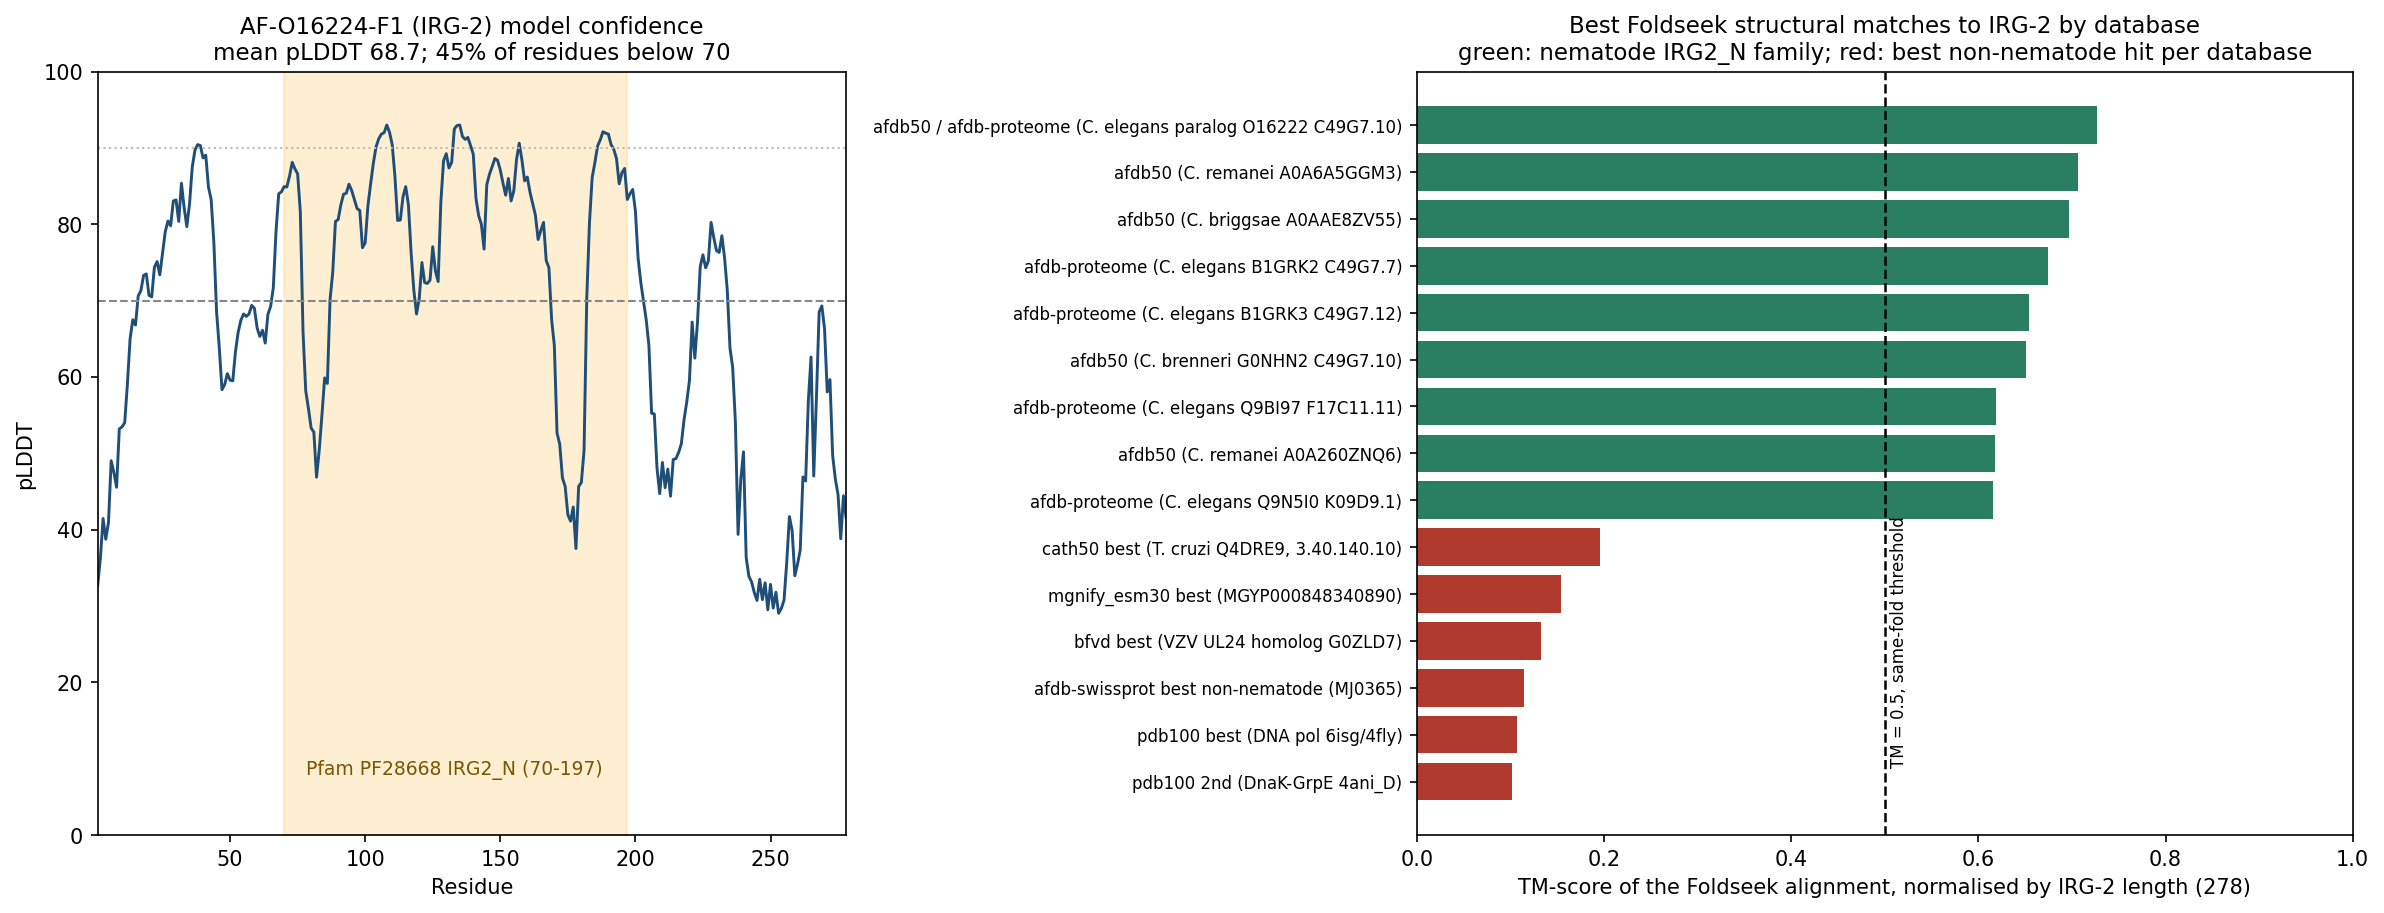 AF-O16224-F1 (IRG-2) model confidence
mean pLDDT 68.7; 45% of residues below 70
100
80
60
40
20
0
pLDDT
Pfam PF28668 IRG2_N (70-197)
50
100
150
200
250
Residue
Best Foldseek structural matches to IRG-2 by database
green: nematode IRG2_N family; red: best non-nematode hit per database
afdb50 / afdb-proteome (C. elegans paralog O16222 C49G7.10)
afdb50 (C. remanei A0A6A5GGM3)
afdb50 (C. briggsae A0AAE8ZV55)
afdb-proteome (C. elegans B1GRK2 C49G7.7)
afdb-proteome (C. elegans B1GRK3 C49G7.12)
afdb50 (C. brenneri G0NHN2 C49G7.10)
afdb-proteome (C. elegans Q9BI97 F17C11.11)
afdb50 (C. remanei A0A260ZNQ6)
afdb-proteome (C. elegans Q9N5I0 K09D9.1)
cath50 best (T. cruzi Q4DRE9, 3.40.140.10)
mgnify_esm30 best (MGYP000848340890)
bfvd best (VZV UL24 homolog G0ZLD7)
afdb-swissprot best non-nematode (MJ0365)
pdb100 best (DNA pol 6isg/4fly)
pdb100 2nd (DnaK-GrpE 4ani_D)
TM = 0.5, same-fold threshold
0.0
0.2
0.4
0.6
0.8
1.0
TM-score of the Foldseek alignment, normalised by IRG-2 length (278)